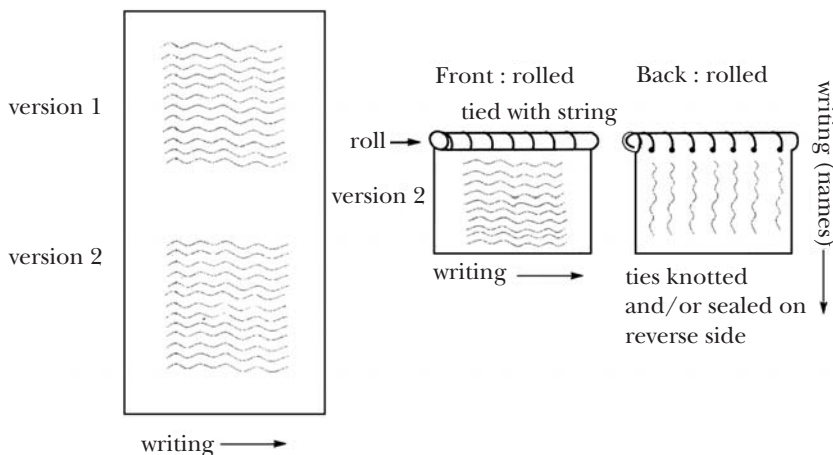 version 1
version 2
writing
Front : rolled
tied with string
roll
version 2
writing
Back : rolled
ties knotted
and/or sealed on
reverse side
writing (names)